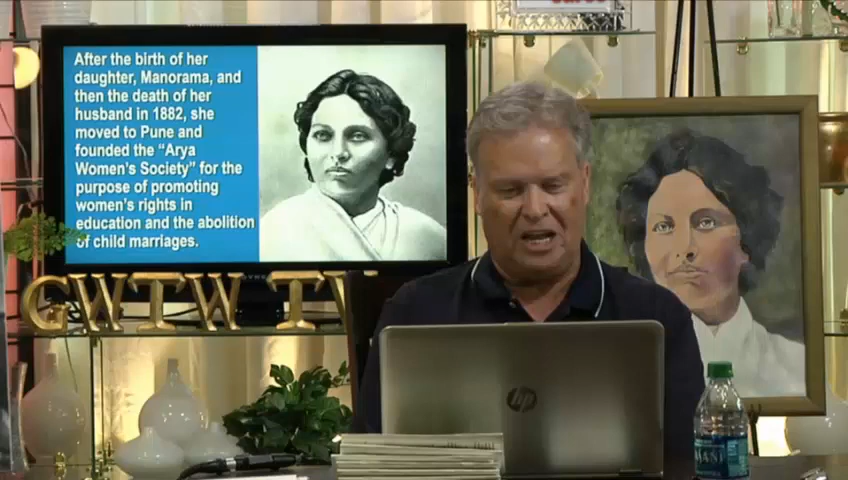 After the birth of her
daughter, Manorama, and
then the death of her
husband in 1882, she
moved to Pune and
founded the “Arya
Women’s Society” for the
purpose of promoting
women’s rights in
education and the abolition
of child marriages.
GWTW TV
hp